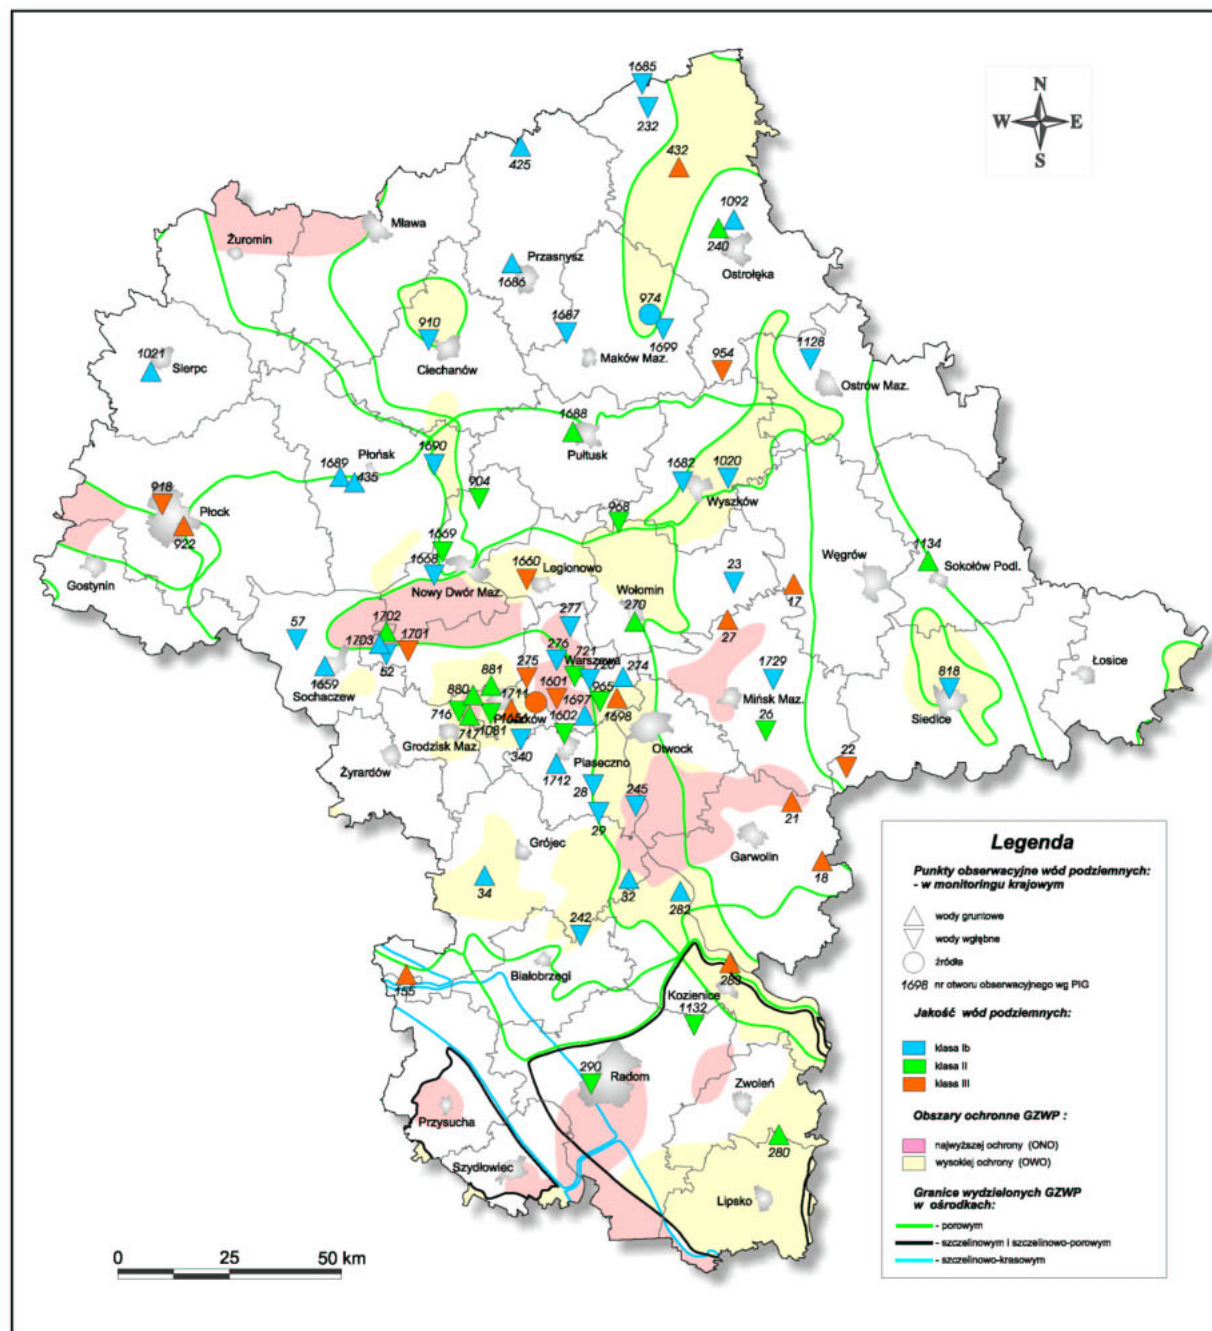 1685
232
N
W E
S
425
432
1092
240
Ostrołęka
Mława
Żuromin
Przasnysz
1686
974
910
1687
1699
Maków Maz.
Ciechanów
954
1128
Ostrów Maz.
1021
Sierpc
1688
Pułtusk
1690
Płońsk
1689
435
904
1682
1020
Wyszków
918
Płock
922
968
1669
1668
1660
Legionowo
Nowy Dwór Maz.
Wołomin
270
23
Węgrów
1134
Sokołów Podl.
Gostynin
17
27
57
1702
1703
1701
52
277
276
721
Warszawa
720
274
1659
Sochaczew
881
880
275
1601
1711
1697
965
1698
1729
Mińsk Maz.
26
818
Siedlce
Łosice
716
717
1081
1602
Grodzisk Maz.
340
Piaseczno
Otwock
Żyrardów
1712
28
29
245
22
21
Garwolin
18
Grójec
34
32
282
242
Białobrzegi
155
283
Kozienice
1132
290
Radom
Zwoleń
Przysucha
280
Szydłowiec
Lipsko
0 25 50 km
Legenda
Punkty obserwacyjne wód podziemnych:
- w monitoringu krajowym
wody gruntowe
wody wgłębne
źródła
1698 nr otworu obserwacyjnego wg PIG
Jakość wód podziemnych:
klasa Ib
klasa II
klasa III
Obszary ochronne GZWP :
najwyższej ochrony (ONO)
wysokiej ochrony (OWO)
Granice wydzielonych GZWP
w ośrodkach:
- porowym
- szczelinowym i szczelinowo-porowym
- szczelinowo-krasowym